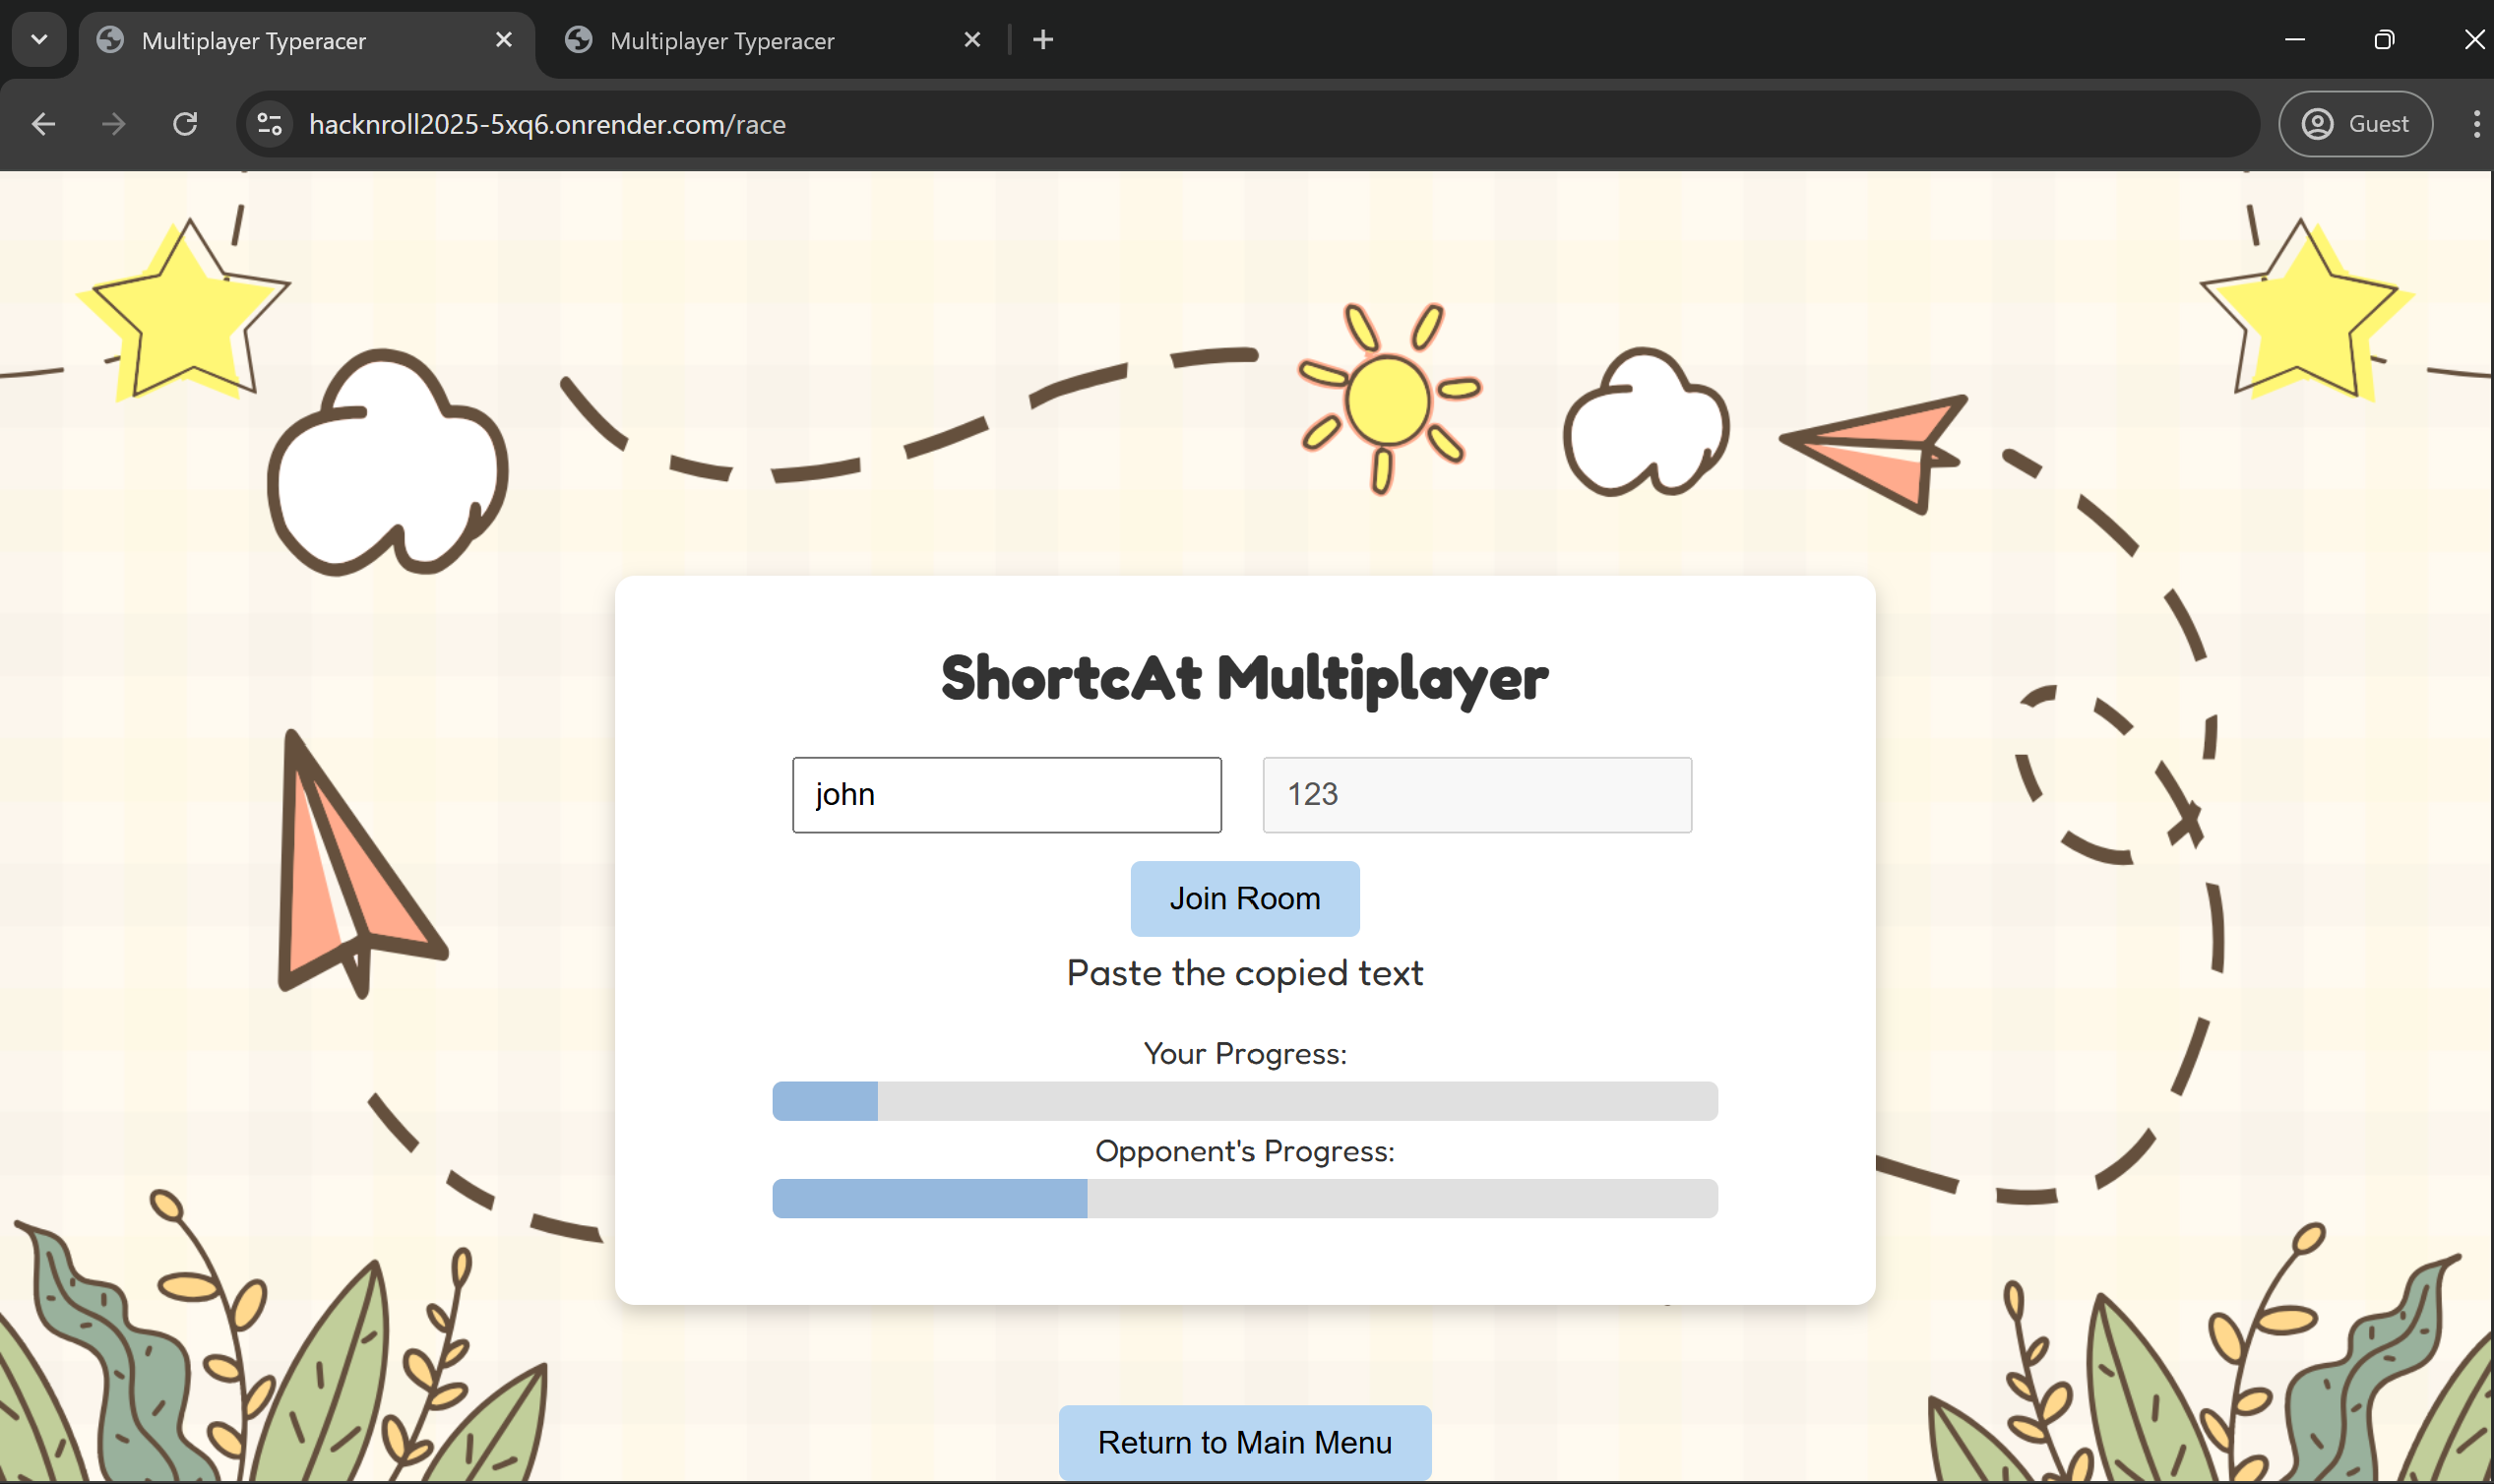 Multiplayer Typeracer
Multiplayer Typeracer
hacknroll2025-5xq6.onrender.com/race
Guest
ShortcAt Multiplayer
john
123
Join Room
Paste the copied text
Your Progress:
Opponent's Progress:
Return to Main Menu